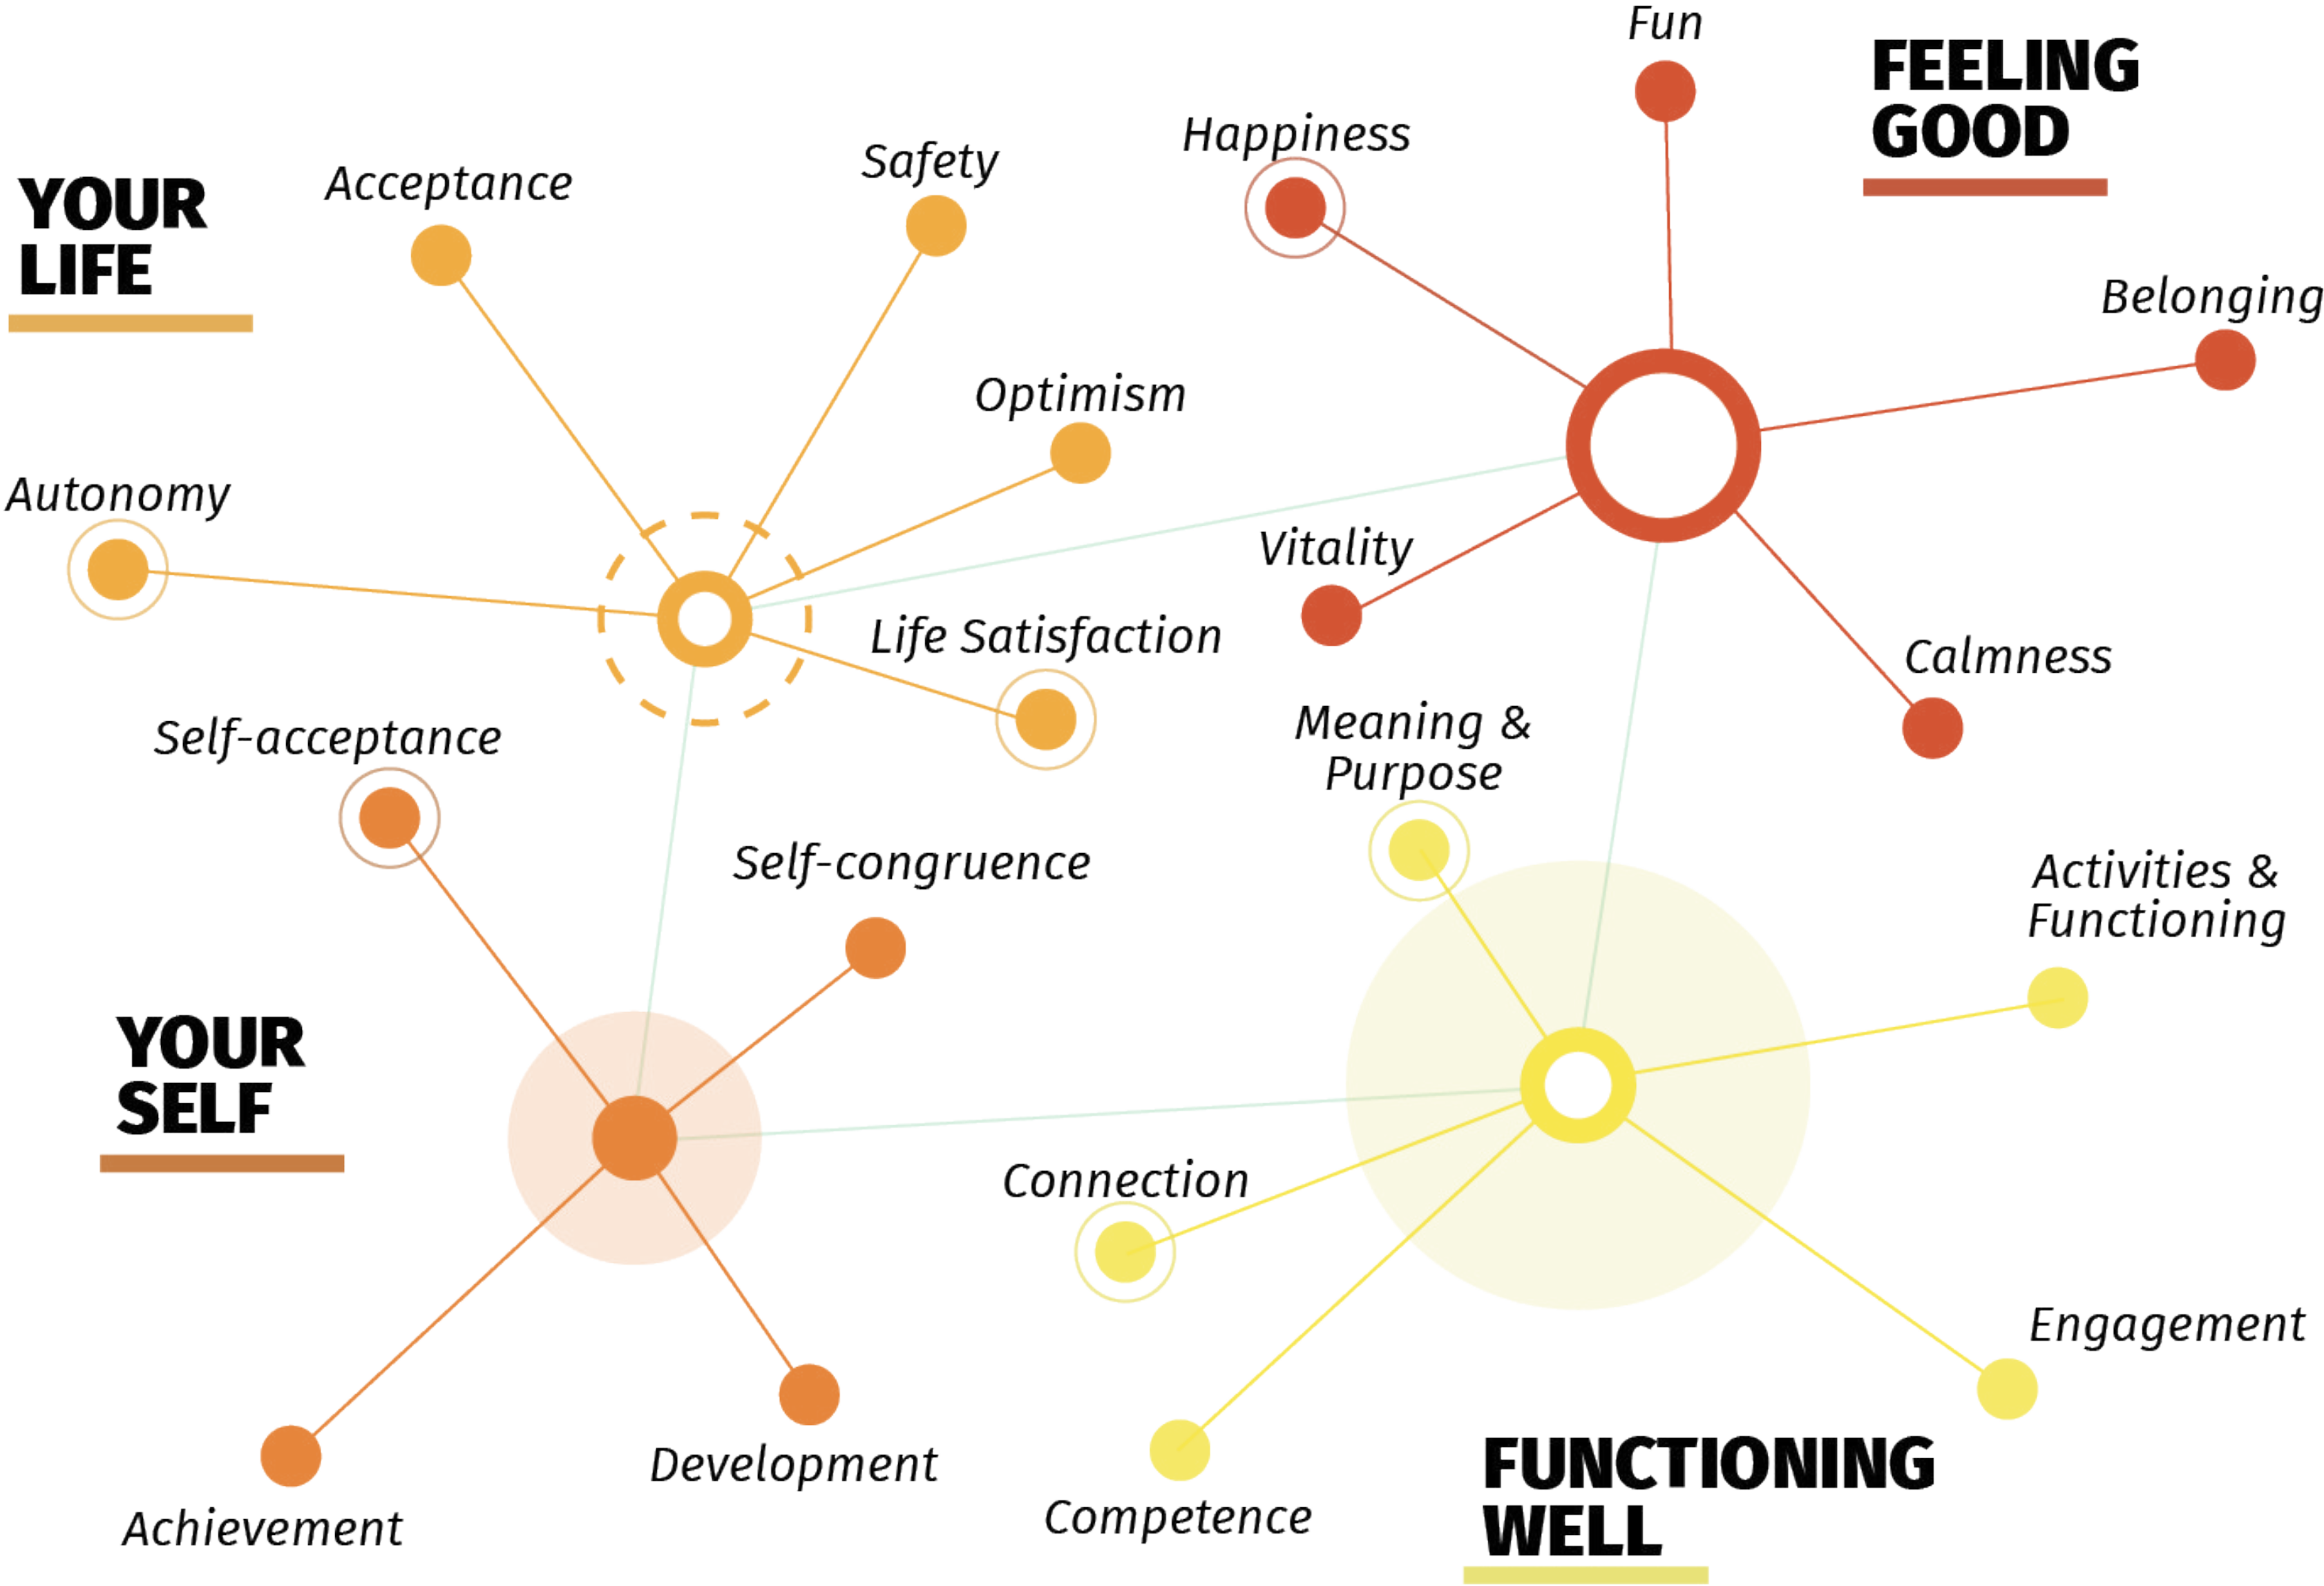 YOUR
LIFE
Acceptance
Safety
Optimism
Autonomy
Life Satisfaction
FEELING
GOOD
Fun
Happiness
Belonging
Vitality
Calmness
YOUR
SELF
Self-acceptance
Self-congruence
Achievement
Development
Meaning &
Purpose
Activities &
Functioning
Connection
Engagement
Competence
FUNCTIONING
WELL